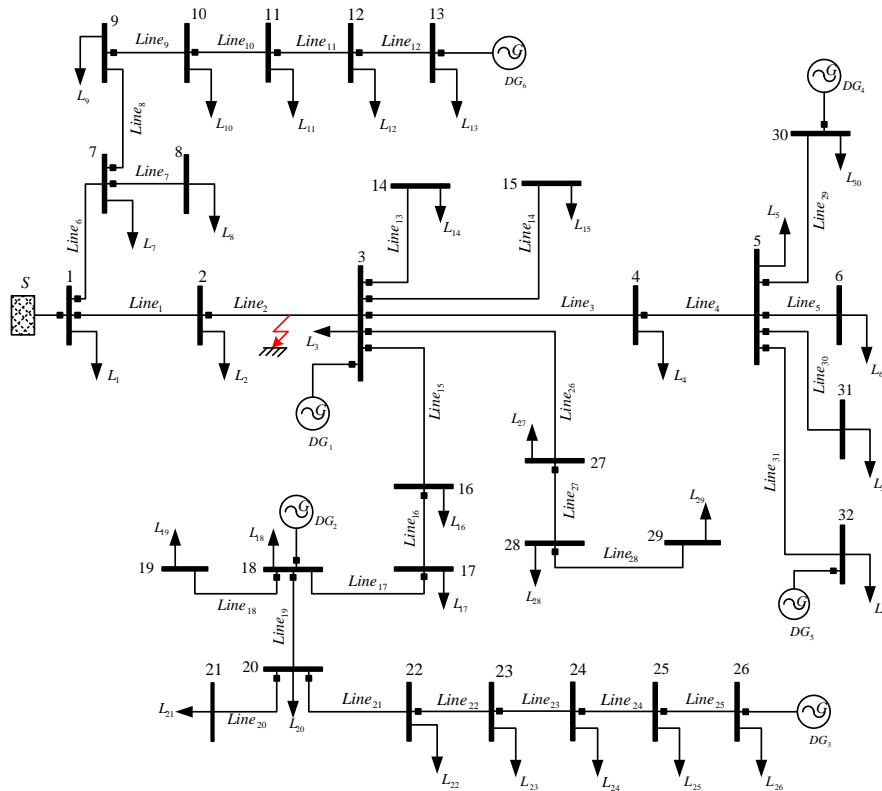 9 10 11 12 13
Line9 Line10 Line11 Line12
G
DG6
L9 L10 L11 L12 L13
Line8
G
DG4
30
L30
7 8
Line7
L7 L8
Line6
14 15
L14 L15
Line13 Line14
Line29
L5
S
1 2 3 4 5 6
Line1 Line2 Line3 Line4 Line5
L1 L2 L3 L4 L6
G
DG1
Line15 Line26
Line30
31
L27
27
Line31
16
L16
Line16
Line27
G
DG2
L19 L18
19 18 17
Line18 Line17
L17
28 29
L29
Line28
L28
32
G
DG5
L
Line19
21 20 22 23 24 25 26
L21
Line20
L20
Line21 Line22 Line23 Line24 Line25
G
DG3
L22 L23 L24 L25 L26